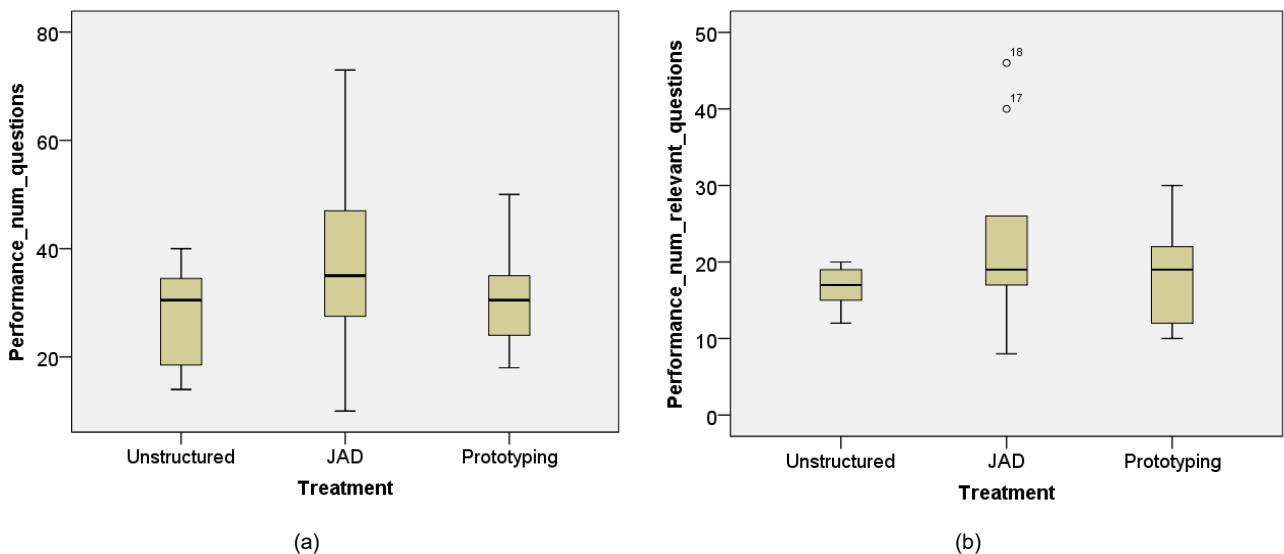 Performance_num_questions
80
60
40
20
Unstructured
JAD
Prototyping
Treatment
(a)
Performance_num_relevant_questions
50
40
30
20
10
0
18
17
Unstructured
JAD
Prototyping
Treatment
(b)